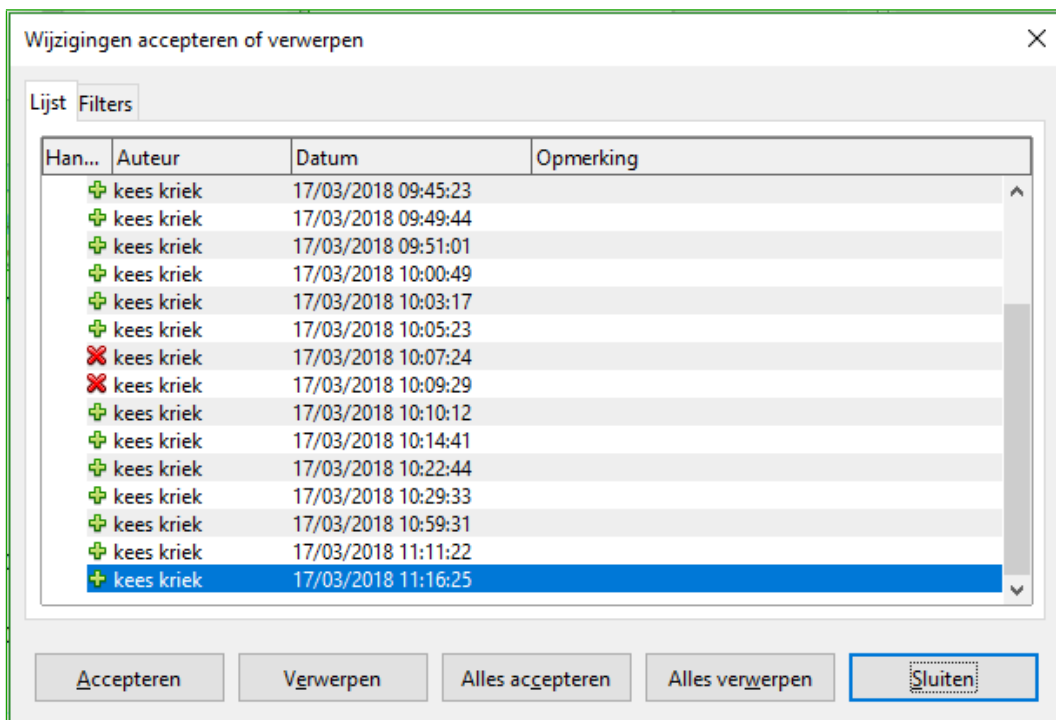 Wijzigingen accepteren of verwerpen
Lijst Filters
Han... Auteur Datum Opmerking
kees kriek 17/03/2018 09:45:23
kees kriek 17/03/2018 09:49:44
kees kriek 17/03/2018 09:51:01
kees kriek 17/03/2018 10:00:49
kees kriek 17/03/2018 10:03:17
kees kriek 17/03/2018 10:05:23
kees kriek 17/03/2018 10:07:24
kees kriek 17/03/2018 10:09:29
kees kriek 17/03/2018 10:10:12
kees kriek 17/03/2018 10:14:41
kees kriek 17/03/2018 10:22:44
kees kriek 17/03/2018 10:29:33
kees kriek 17/03/2018 10:59:31
kees kriek 17/03/2018 11:11:22
kees kriek 17/03/2018 11:16:25
Accepteren Verwerpen Alles accepteren Alles verwerpen Sluiten